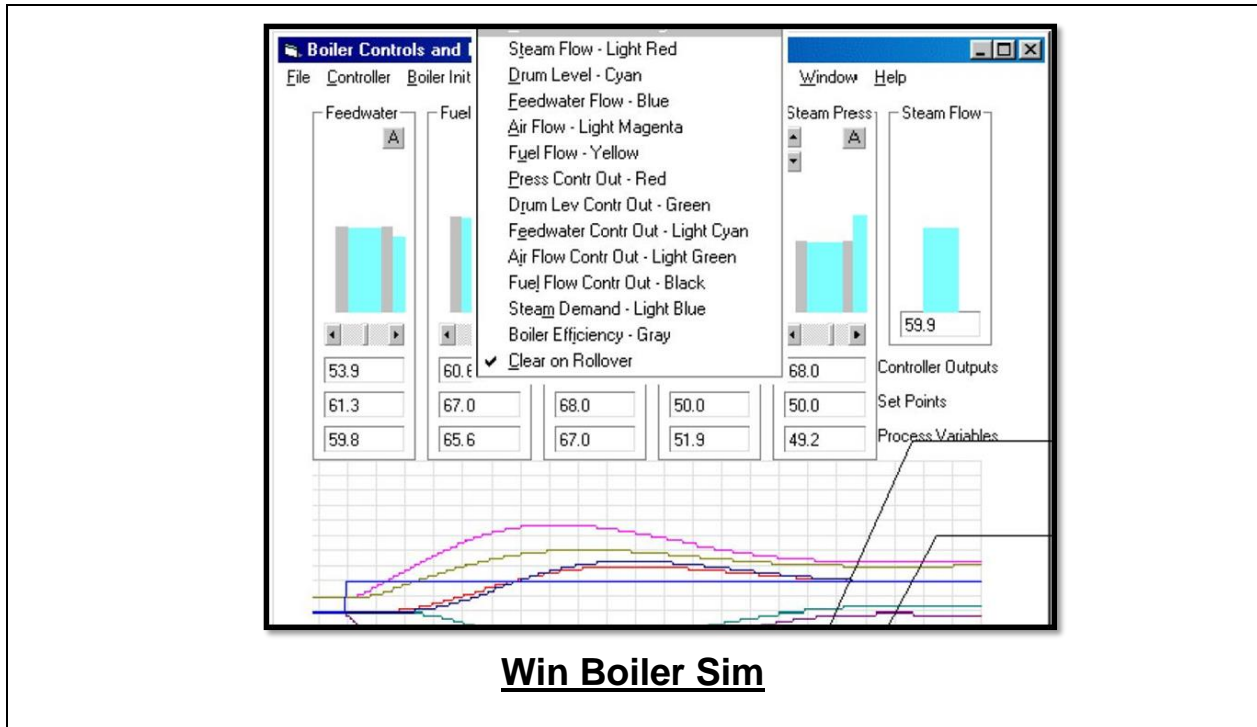 Boiler Controls and
File Controller Boiler Init Window Help
Steam Flow - Light Red
Drum Level - Cyan
Feedwater Flow - Blue
Air Flow - Light Magenta
Fuel Flow - Yellow
Press Contr Out - Red
Drum Lev Contr Out - Green
Feedwater Contr Out - Light Cyan
Air Flow Contr Out - Light Green
Fuel Flow Contr Out - Black
Steam Demand - Light Blue
Boiler Efficiency - Gray
Clear on Rollover
Feedwater Fuel Steam Press Steam Flow
A A
59.9
53.9 60.6 68.0 Controller Outputs
61.3 67.0 68.0 50.0 50.0 Set Points
59.8 65.6 67.0 51.9 49.2 Process Variables
Win Boiler Sim